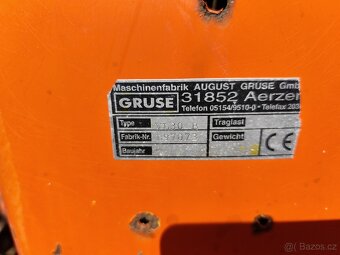 Maschinenfabrik AUGUST GRUSE Gmb
GRUSE 31852 Aerzen
Telefon 05154/9510-0 • Telefax 203
Type Traglast
Fabrik-Nr. Gewicht CE
Baujahr
sbazos.cz